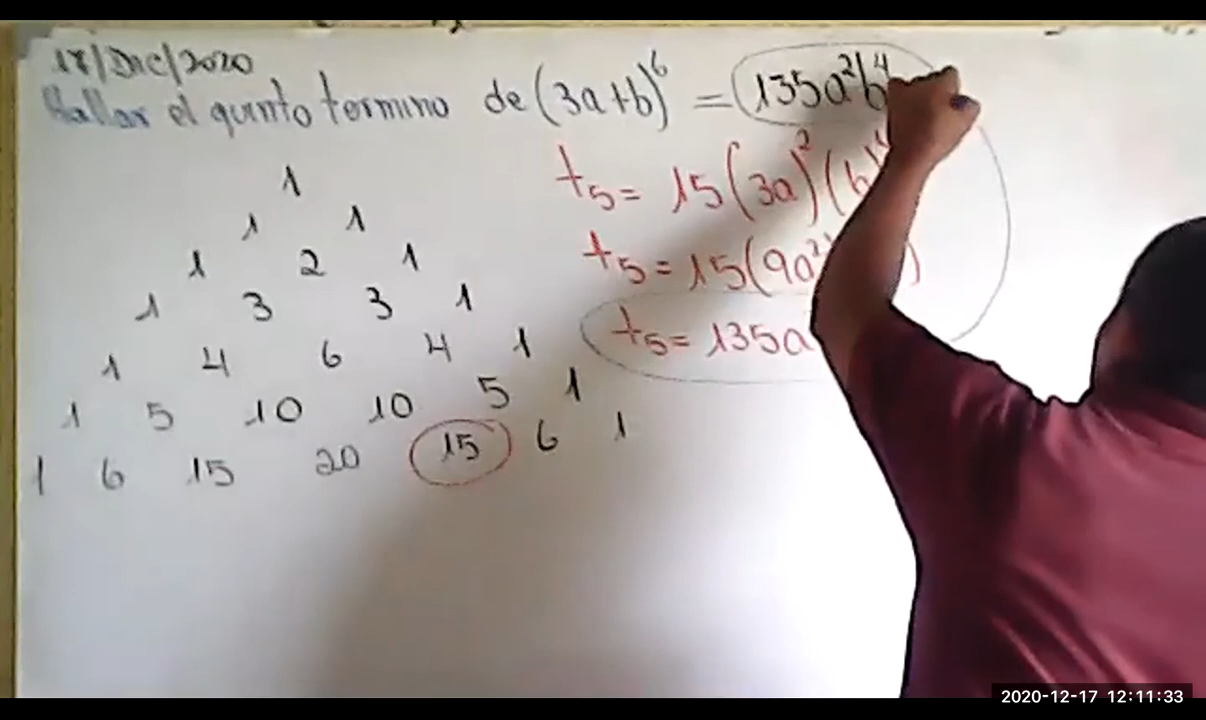 18/Dic/2020
Hallar el quinto termino de (3a+b)^6 = 135a²b⁴
1
1 1
1 2 1
1 3 3 1
1 4 6 4 1
1 5 10 10 5 1
1 6 15 20 15 6 1
t₅ = 15(3a)²(b)
t₅ = 15(9a² )
t₅ = 135a
2020-12-17 12:11:33